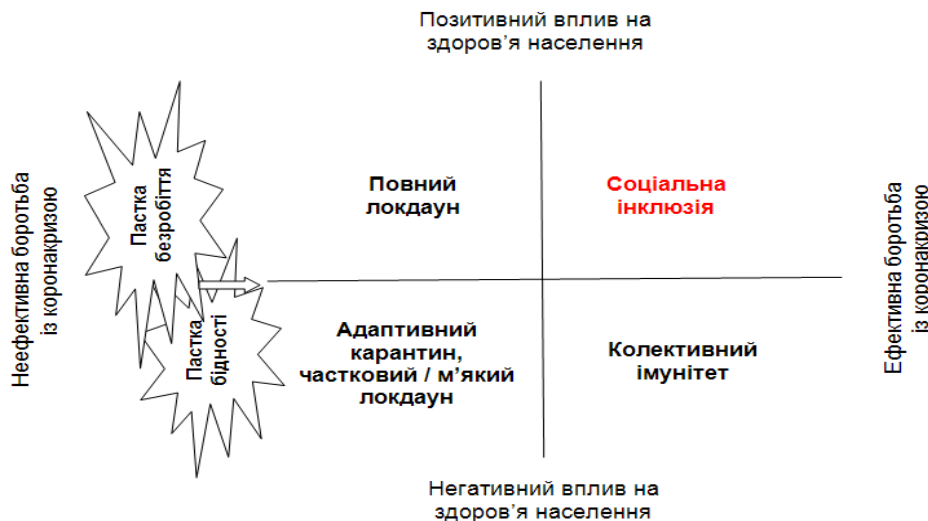 Позитивний вплив на
здоров’я населення
Неефективна боротьба
із коронакризою
Пастка
безробіття
Повний
локдаун
Соціальна
інклюзія
Ефективна боротьба
із коронакризою
Пастка
бідності
Адаптивний
карантин,
частковий / м’який
локдаун
Колективний
імунітет
Негативний вплив на
здоров’я населення